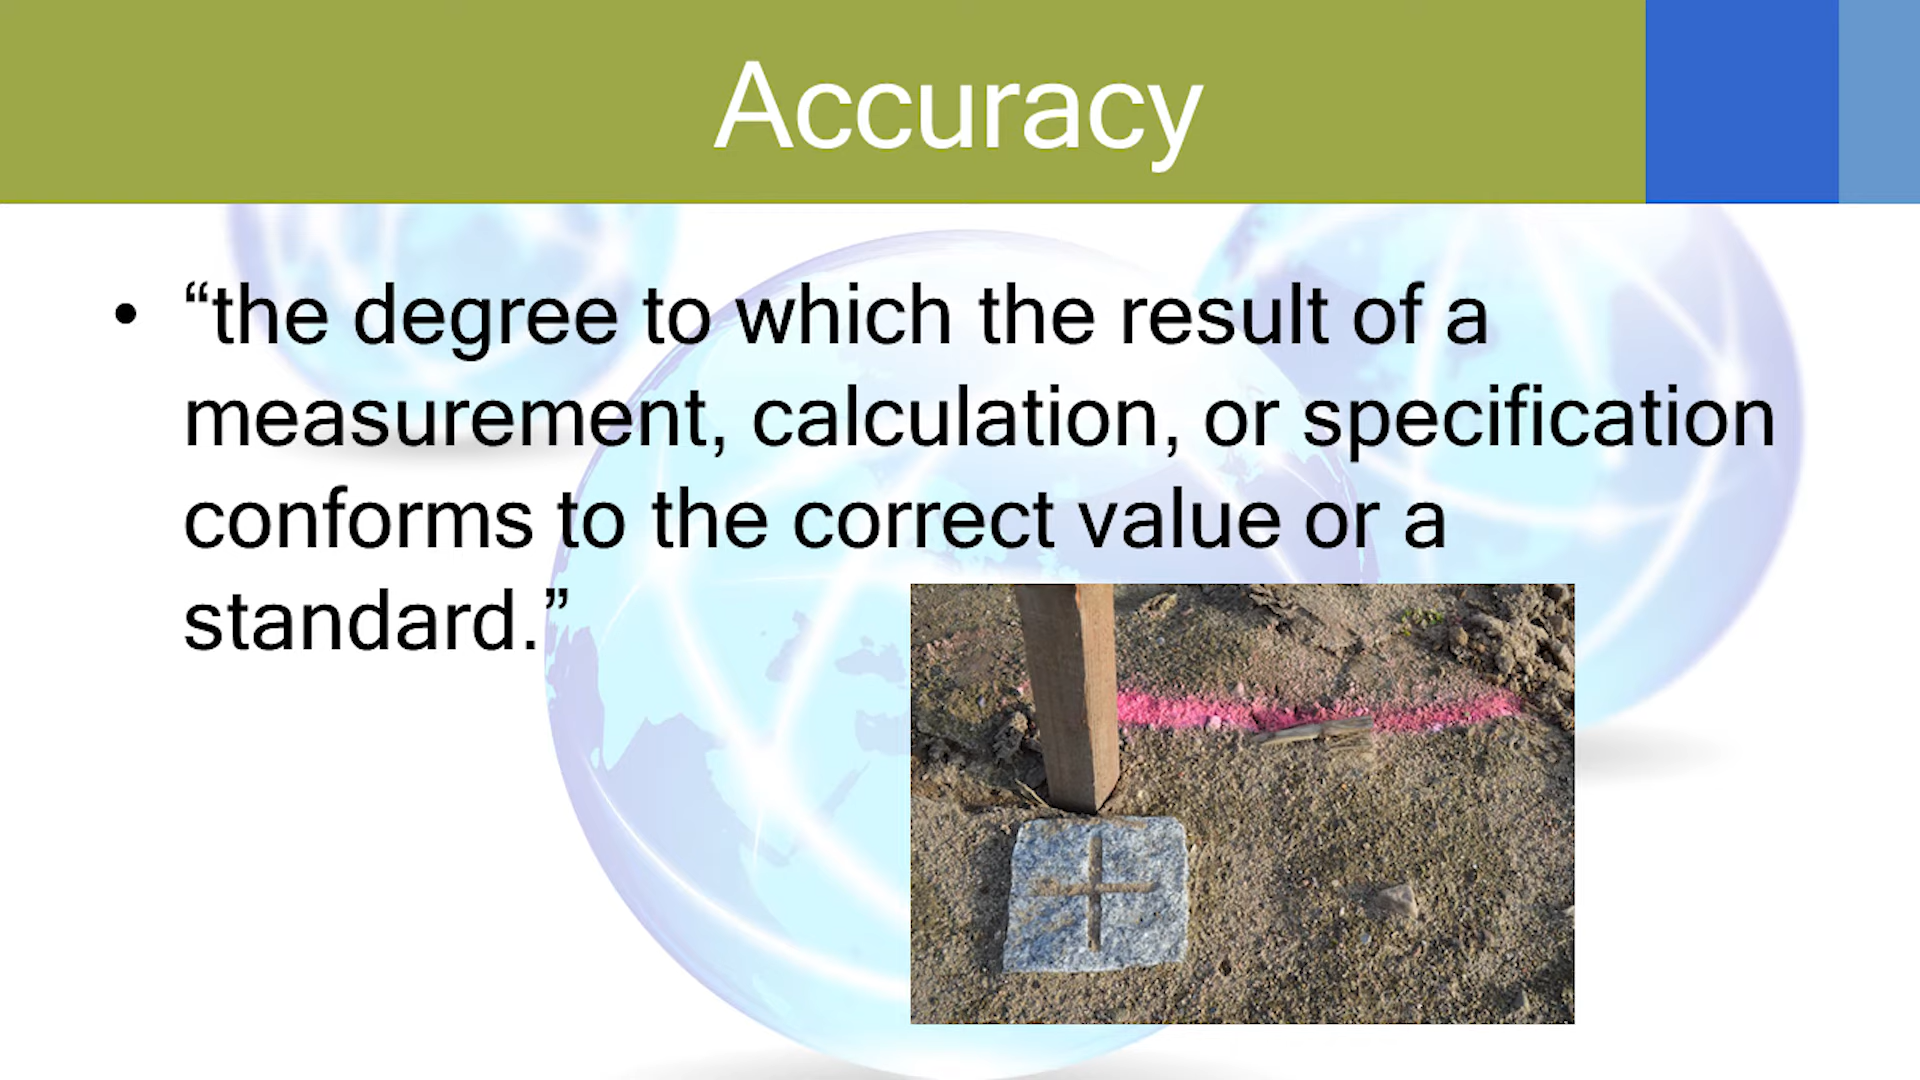 Accuracy
• “the degree to which the result of a
measurement, calculation, or specification
conforms to the correct value or a
standard.”